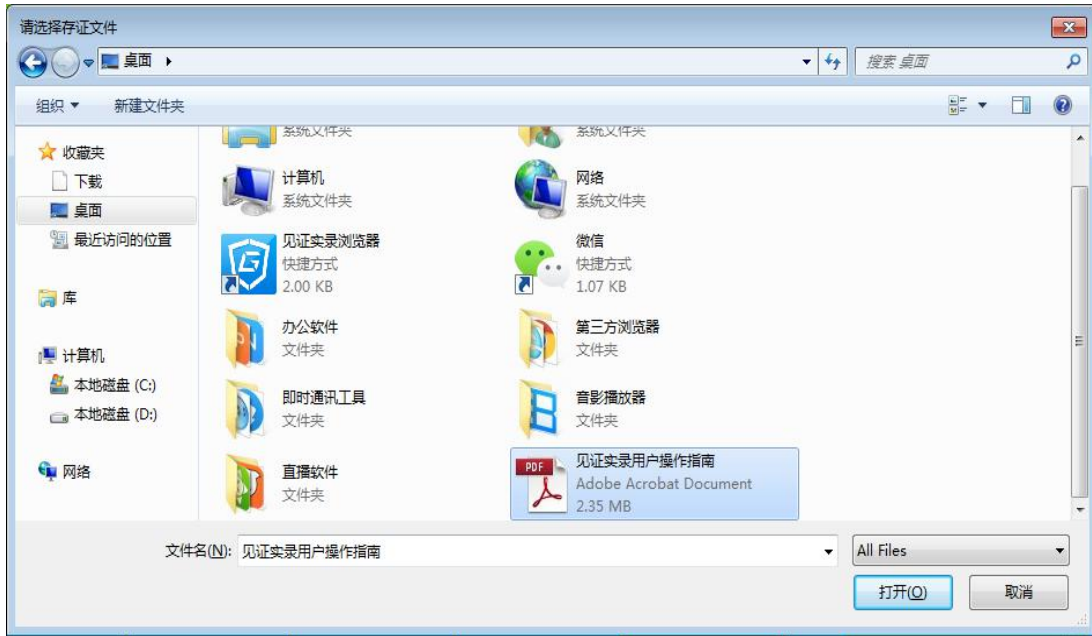 请选择存证文件
桌面
搜索 桌面
组织
新建文件夹
收藏夹
下载
桌面
最近访问的位置
库
计算机
本地磁盘 (C:)
本地磁盘 (D:)
网络
系统文件夹
系统文件夹
计算机
系统文件夹
网络
系统文件夹
见证实录浏览器
快捷方式
2.00 KB
微信
快捷方式
1.07 KB
办公软件
文件夹
第三方浏览器
文件夹
即时通讯工具
文件夹
音影播放器
文件夹
直播软件
文件夹
PDF
见证实录用户操作指南
Adobe Acrobat Document
2.35 MB
文件名(N):
见证实录用户操作指南
All Files
打开(O)
取消